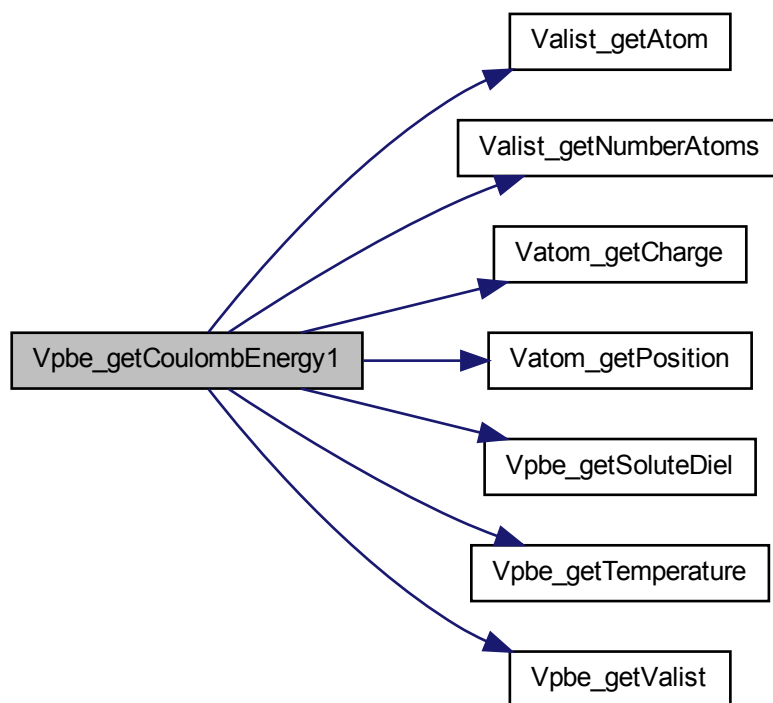 Valist_getAtom
Valist_getNumberAtoms
Vatom_getCharge
Vpbe_getCoulombEnergy1
Vatom_getPosition
Vpbe_getSoluteDiel
Vpbe_getTemperature
Vpbe_getValist